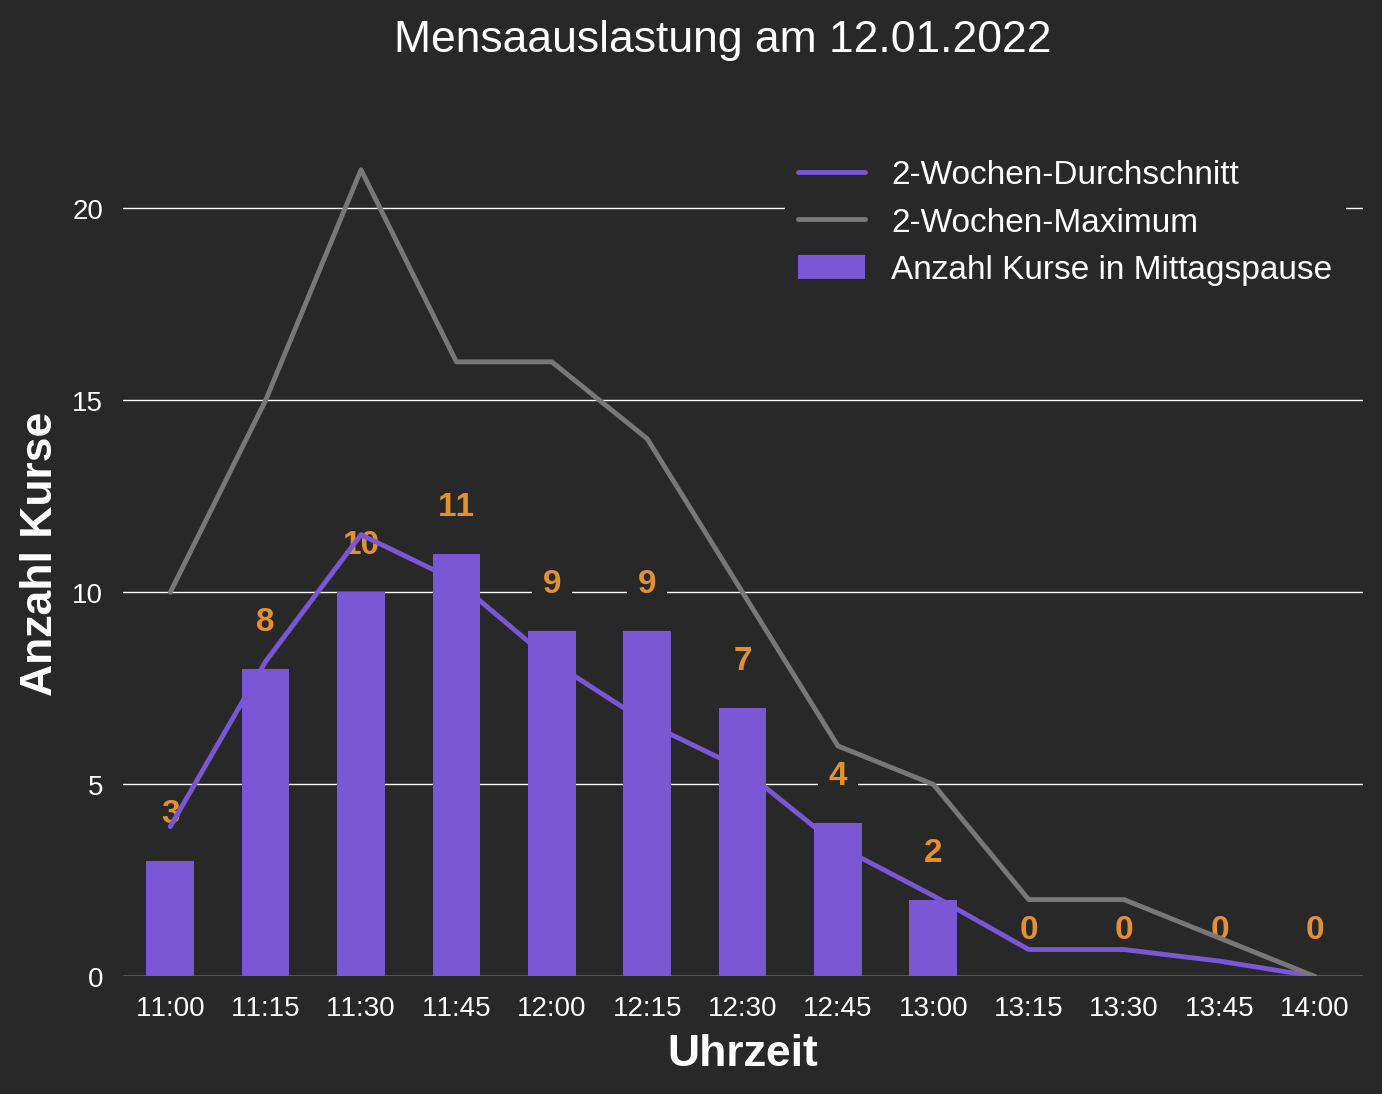 Mensaauslastung am 12.01.2022
2-Wochen-Durchschnitt
2-Wochen-Maximum
Anzahl Kurse in Mittagspause
Anzahl Kurse
20
15
10
5
0
3
8
10
11
9
9
7
4
2
0
0
0
0
11:00 11:15 11:30 11:45 12:00 12:15 12:30 12:45 13:00 13:15 13:30 13:45 14:00
Uhrzeit